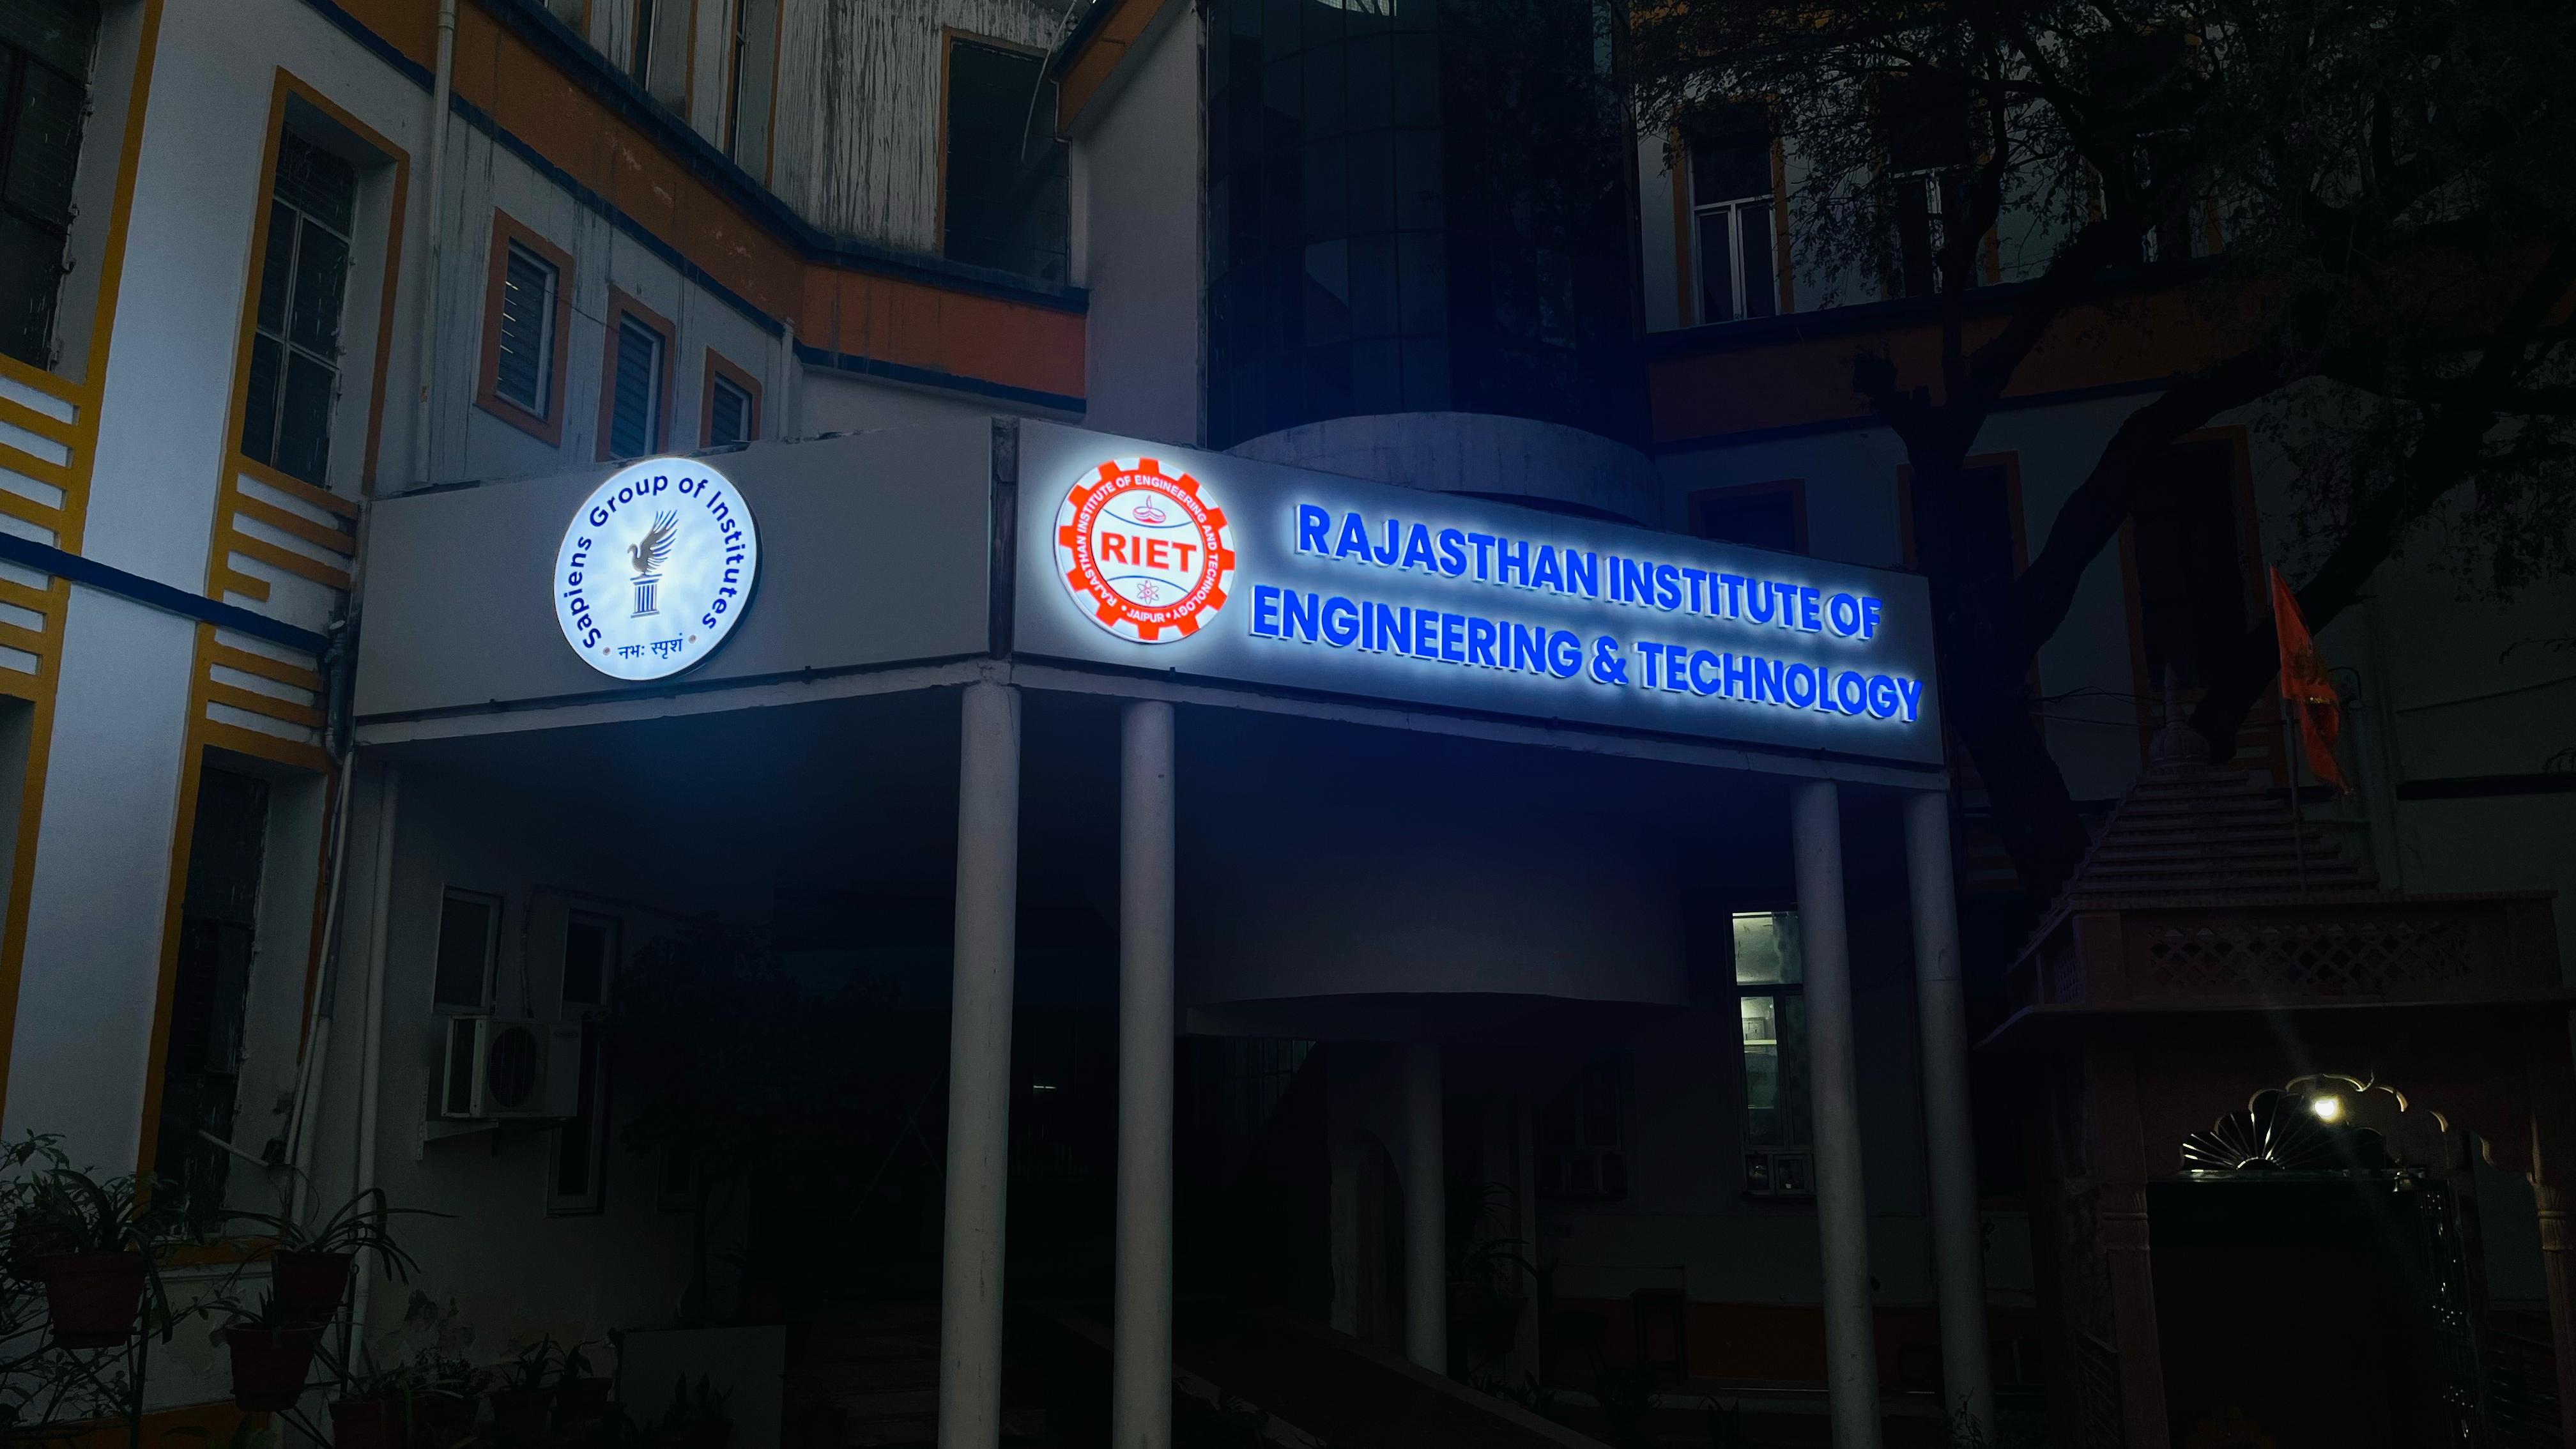 Sapiens Group of Institutes
नभः स्पृशं
RAJASTHAN INSTITUTE OF ENGINEERING AND TECHNOLOGY
RIET
• JAIPUR •
RAJASTHAN INSTITUTE OF
ENGINEERING & TECHNOLOGY